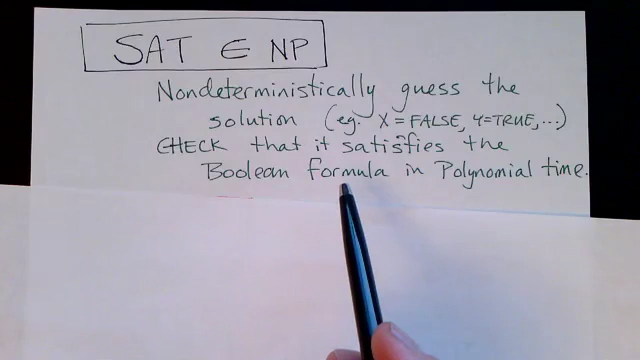 SAT ∈ NP
Nondeterministically guess the
solution (eg. X=FALSE, Y=TRUE,...)
CHECK that it satisfies the
Boolean formula in Polynomial time.